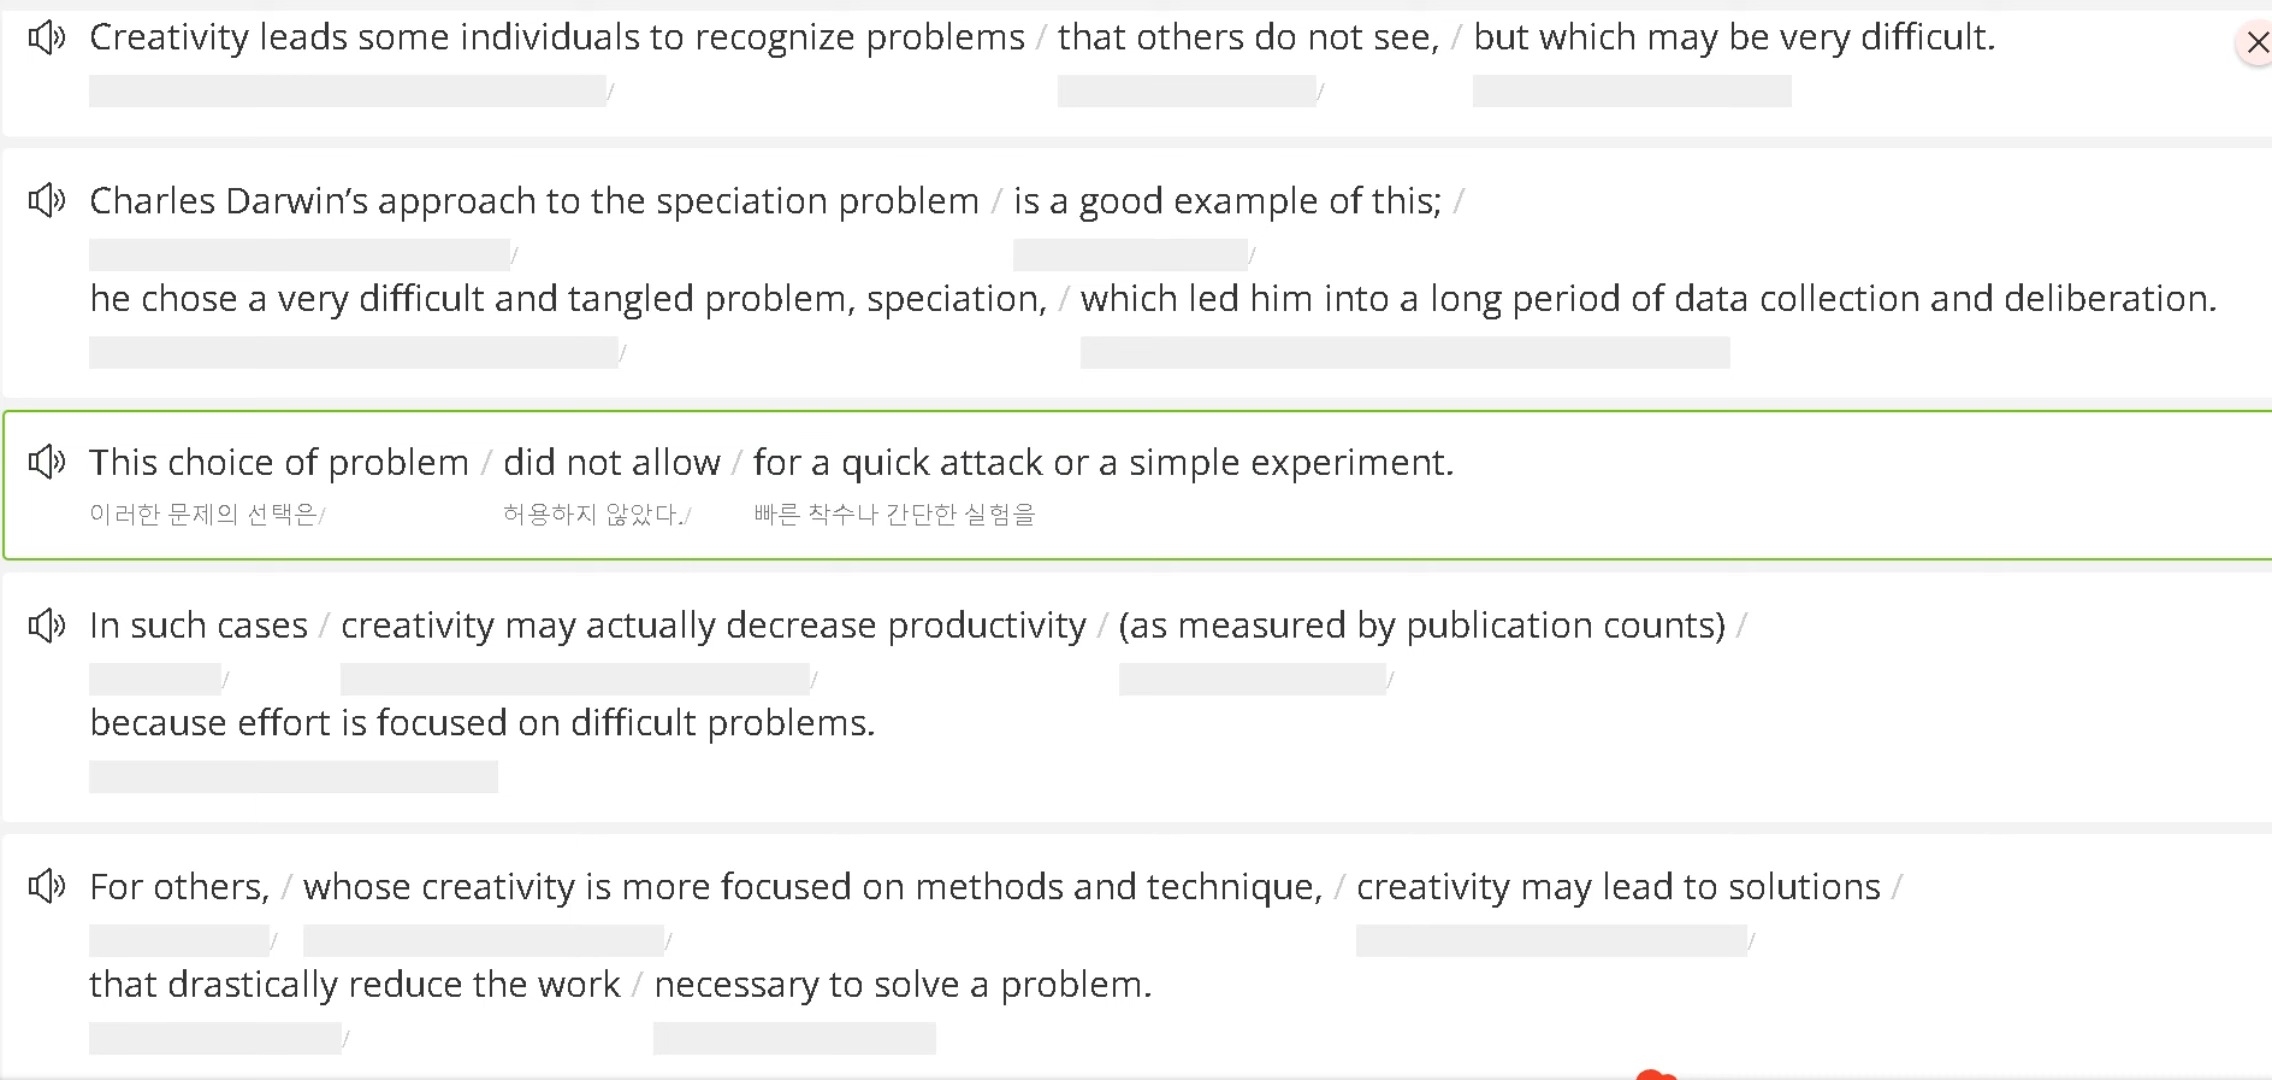 Creativity leads some individuals to recognize problems / that others do not see, / but which may be very difficult.
/ /
Charles Darwin’s approach to the speciation problem / is a good example of this; /
/ /
he chose a very difficult and tangled problem, speciation, / which led him into a long period of data collection and deliberation.
/
This choice of problem / did not allow / for a quick attack or a simple experiment.
이러한 문제의 선택은/ 허용하지 않았다./ 빠른 착수나 간단한 실험을
In such cases / creativity may actually decrease productivity / (as measured by publication counts) /
/ / /
because effort is focused on difficult problems.
For others, / whose creativity is more focused on methods and technique, / creativity may lead to solutions /
/ / /
that drastically reduce the work / necessary to solve a problem.
/